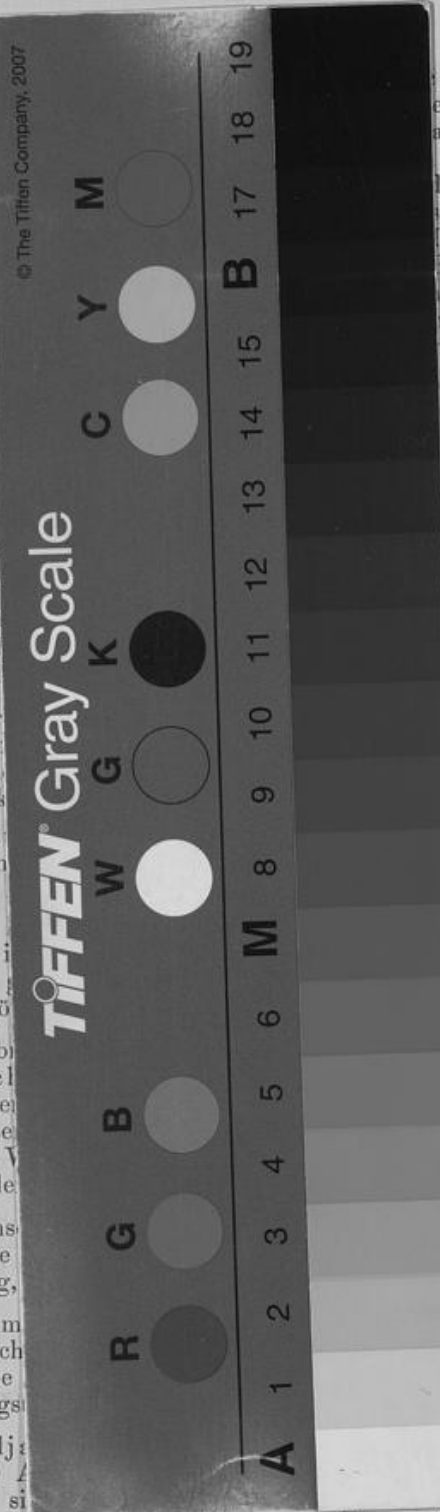 © The Tiffen Company, 2007
TIFFEN® Gray Scale
R G B W G K C Y M
A 1 2 3 4 5 6 M 8 9 10 11 12 13 14 15 B 17 18 19